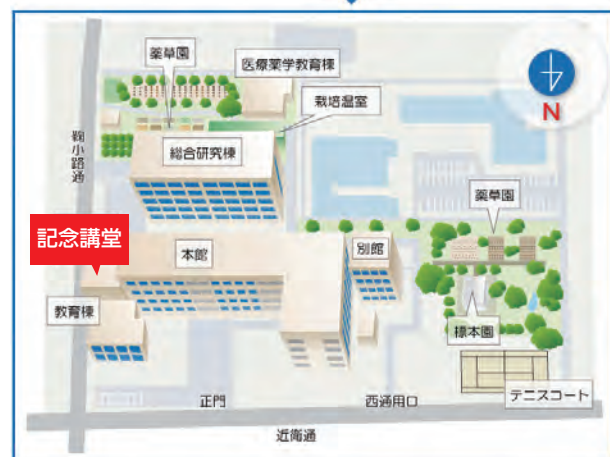 薬草園
医療薬学教育棟
栽培温室
N
鞠小路通
総合研究棟
薬草園
記念講堂
本館
別館
教育棟
標本園
テニスコート
正門
西通用口
近衛通